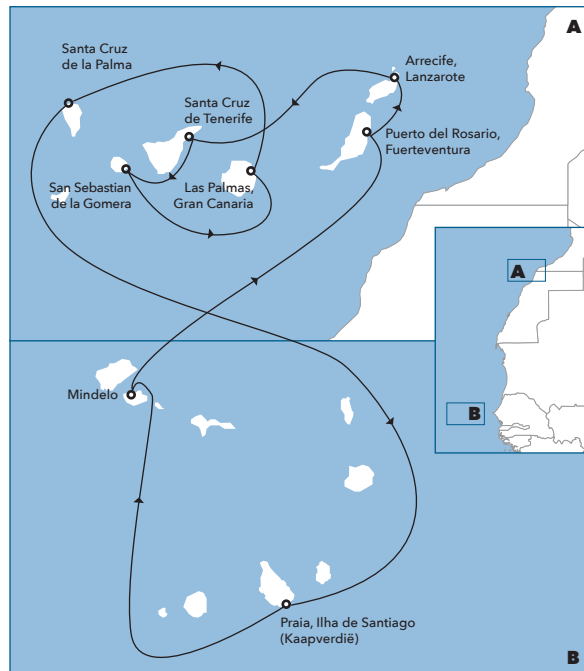 A
Santa Cruz
de la Palma
Arrecife,
Lanzarote
Santa Cruz
de Tenerife
Puerto del Rosario,
Fuerteventura
San Sebastian
de la Gomera
Las Palmas,
Gran Canaria
A
B
Mindelo
Praia, Ilha de Santiago
(Kaapverdië)
B